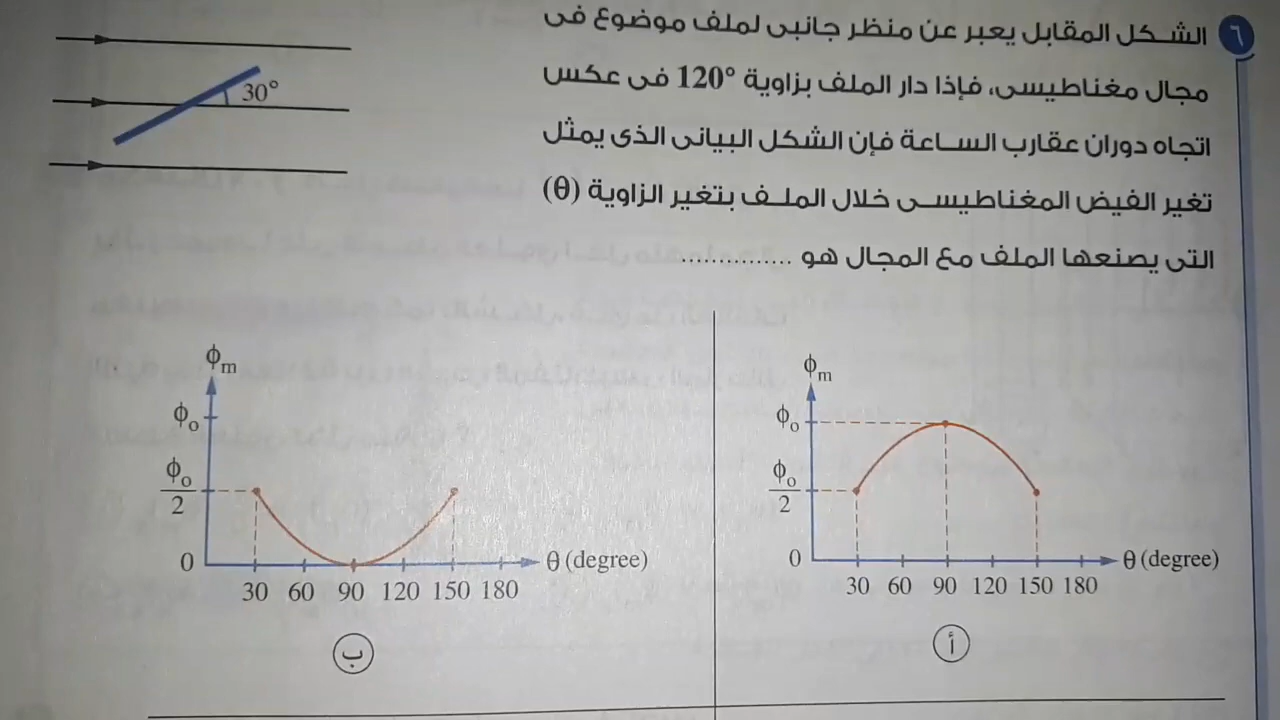 ٦ الشكل المقابل يعبر عن منظر جانبى لملف موضوع فى
مجال مغناطيسى، فإذا دار الملف بزاوية 120° فى عكس
اتجاه دوران عقارب الساعة فإن الشكل البيانى الذى يمثل
تغير الفيض المغناطيسى خلال الملف بتغير الزاوية (θ)
التى يصنعها الملف مع المجال هو ..............
30°
ϕm
ϕo
ϕo/2
0
30 60 90 120 150 180
θ (degree)
أ
ϕm
ϕo
ϕo/2
0
30 60 90 120 150 180
θ (degree)
ب